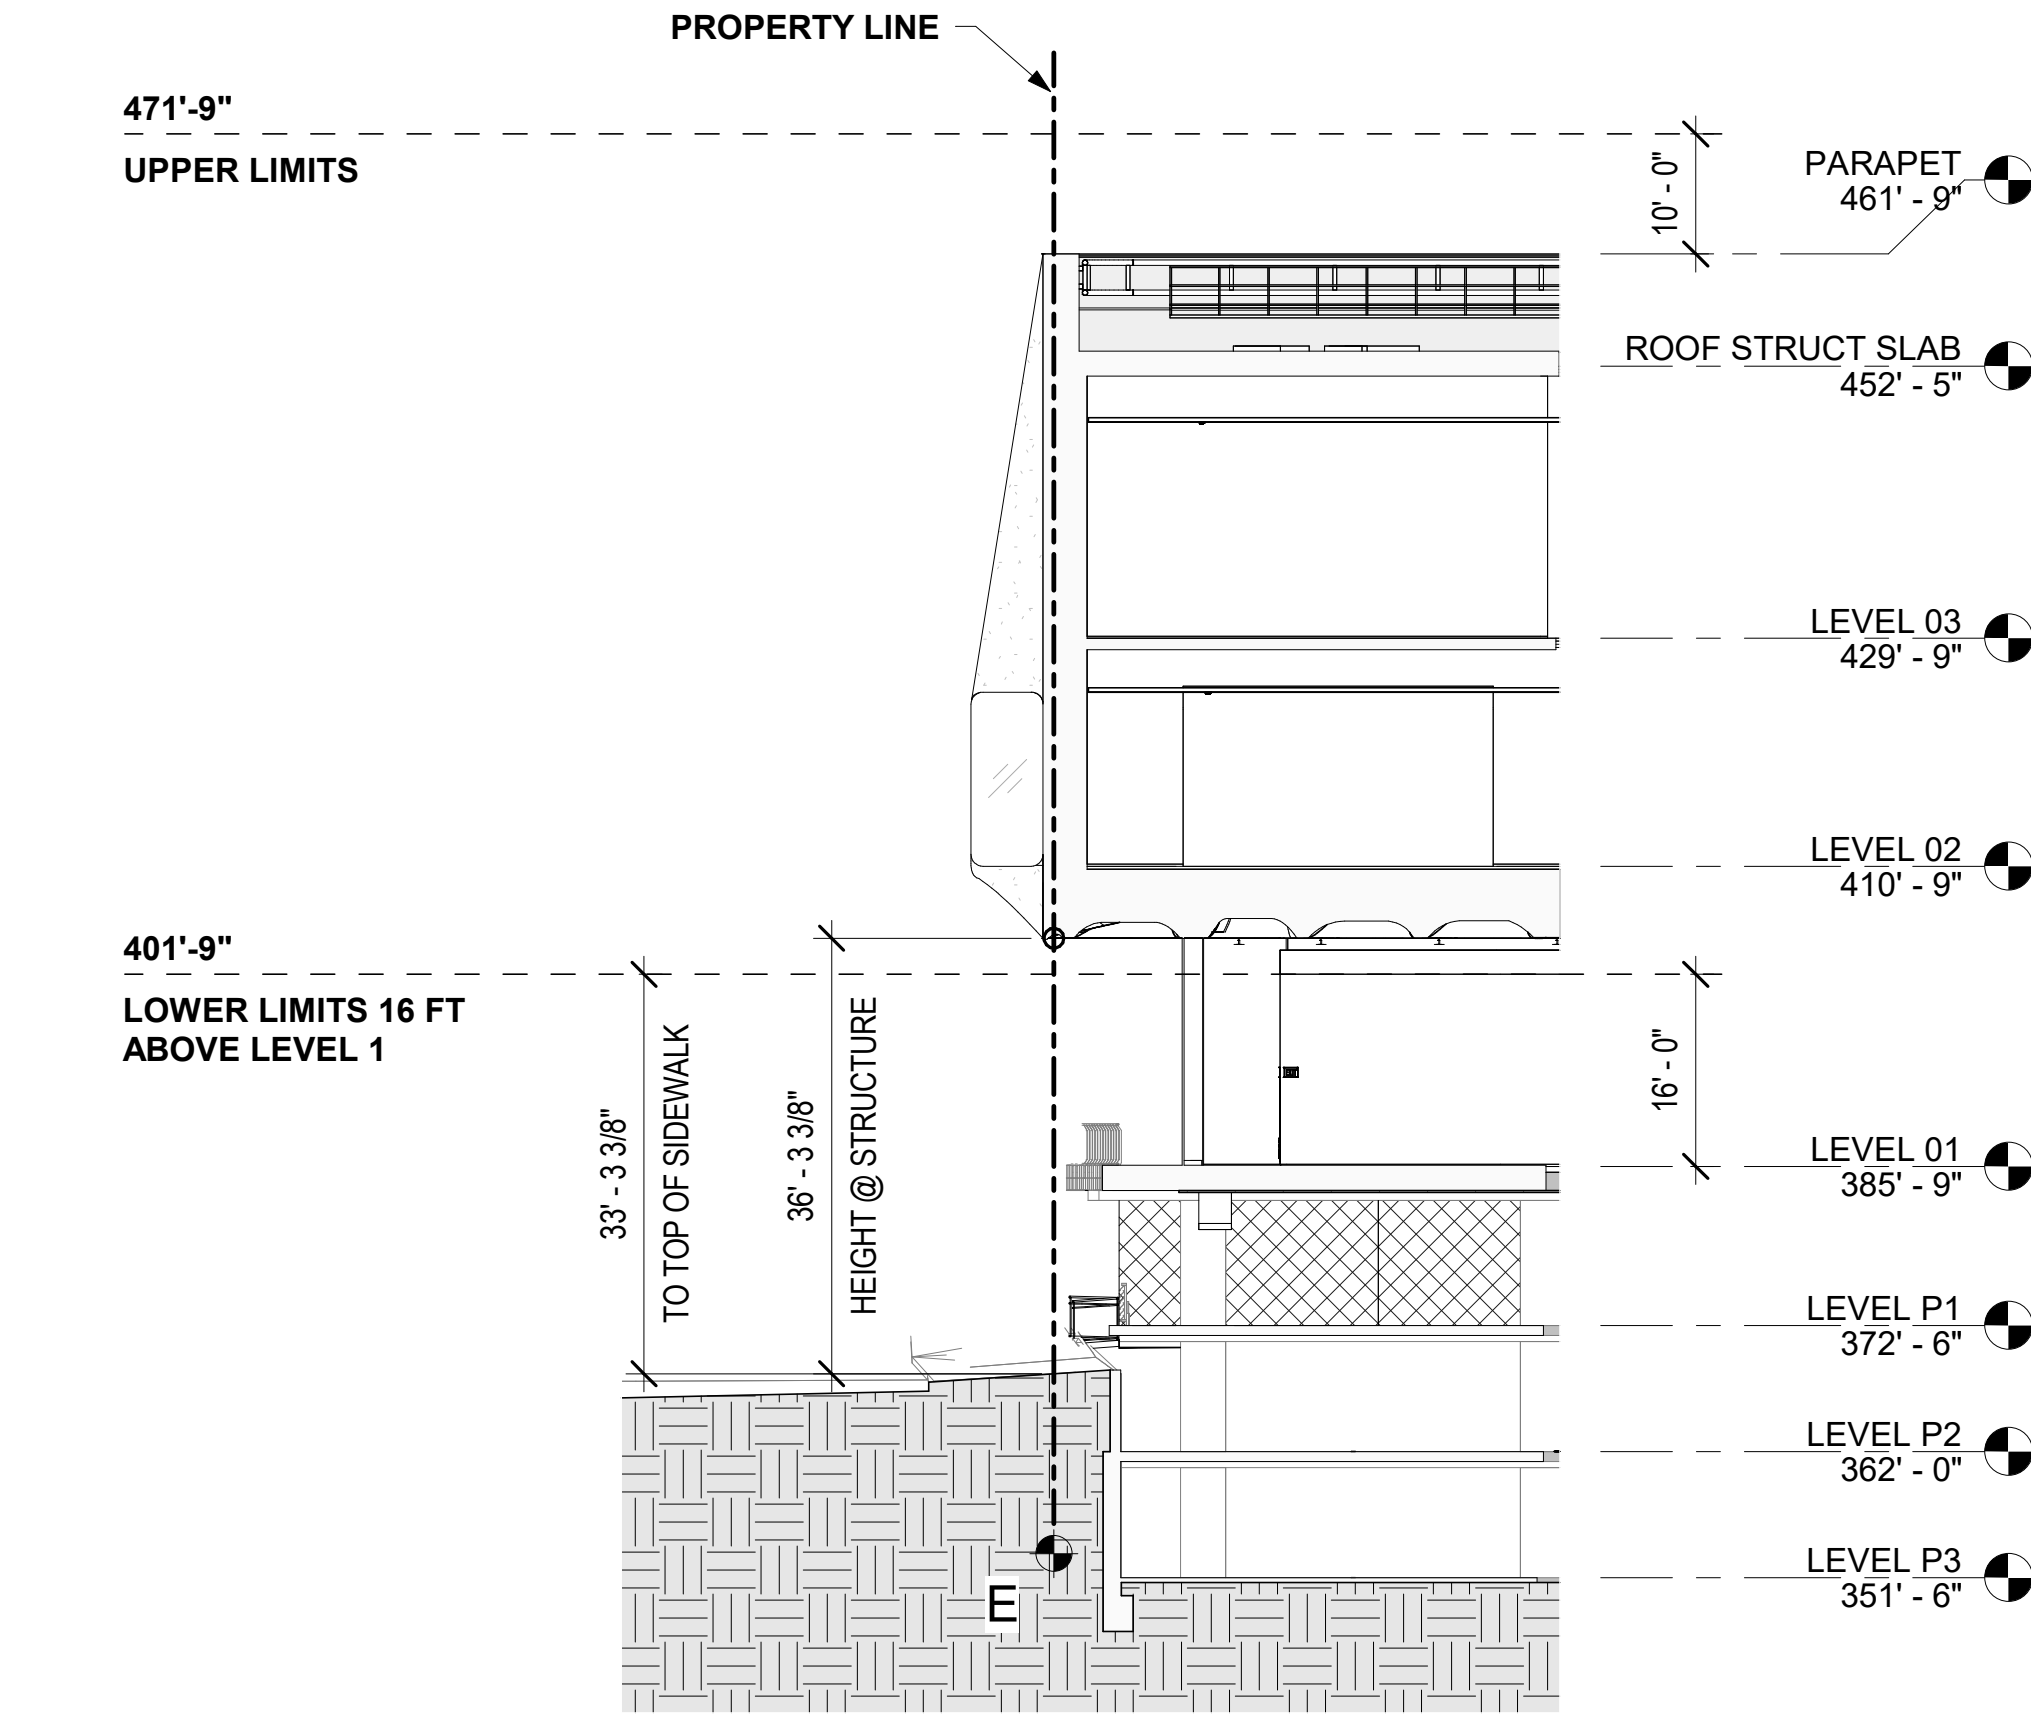 PROPERTY LINE
471'-9"
UPPER LIMITS
10' - 0"
PARAPET
461' - 9"
ROOF STRUCT SLAB
452' - 5"
LEVEL 03
429' - 9"
LEVEL 02
410' - 9"
401'-9"
LOWER LIMITS 16 FT
ABOVE LEVEL 1
33' - 3 3/8"
TO TOP OF SIDEWALK
36' - 3 3/8"
HEIGHT @ STRUCTURE
16' - 0"
LEVEL 01
385' - 9"
LEVEL P1
372' - 6"
LEVEL P2
362' - 0"
LEVEL P3
351' - 6"
E